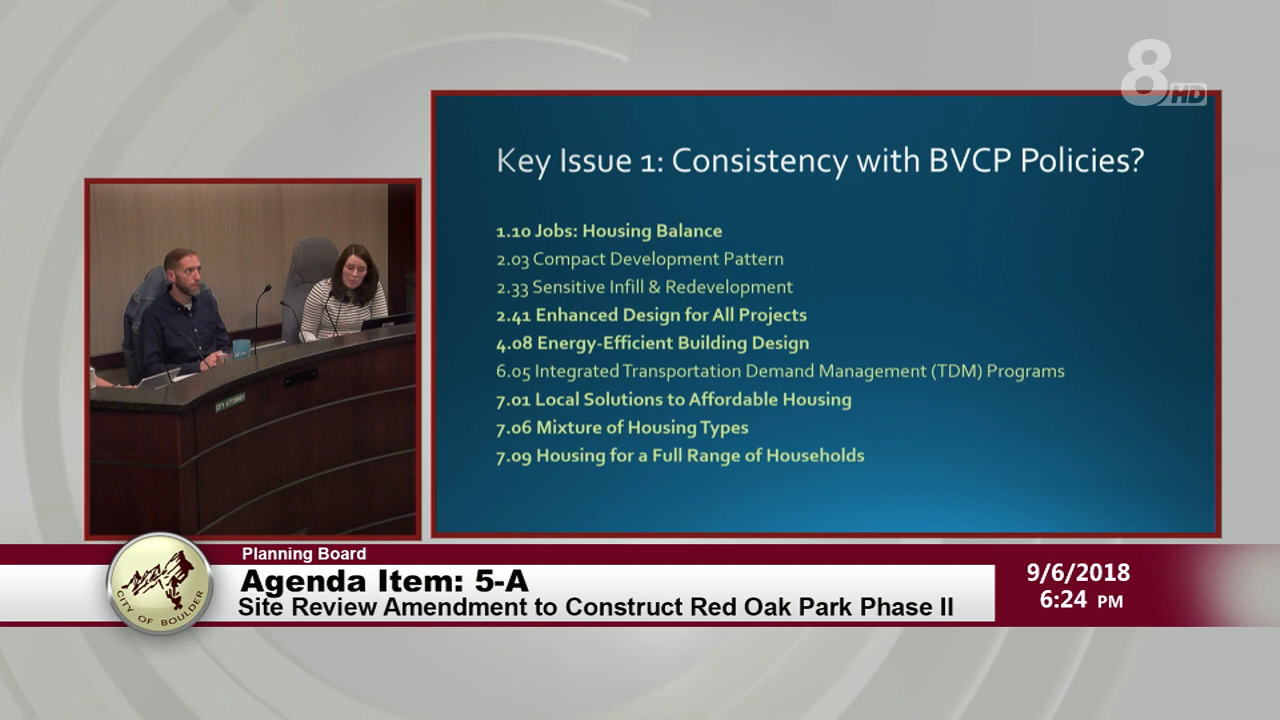 8
HD
Key Issue 1: Consistency with BVCP Policies?
1.10 Jobs: Housing Balance
2.03 Compact Development Pattern
2.33 Sensitive Infill & Redevelopment
2.41 Enhanced Design for All Projects
4.08 Energy-Efficient Building Design
6.05 Integrated Transportation Demand Management (TDM) Programs
7.01 Local Solutions to Affordable Housing
7.06 Mixture of Housing Types
7.09 Housing for a Full Range of Households
CITY ATTORNEY
Planning Board
Agenda Item: 5-A
Site Review Amendment to Construct Red Oak Park Phase II
9/6/2018
6:24 PM
CITY OF BOULDER